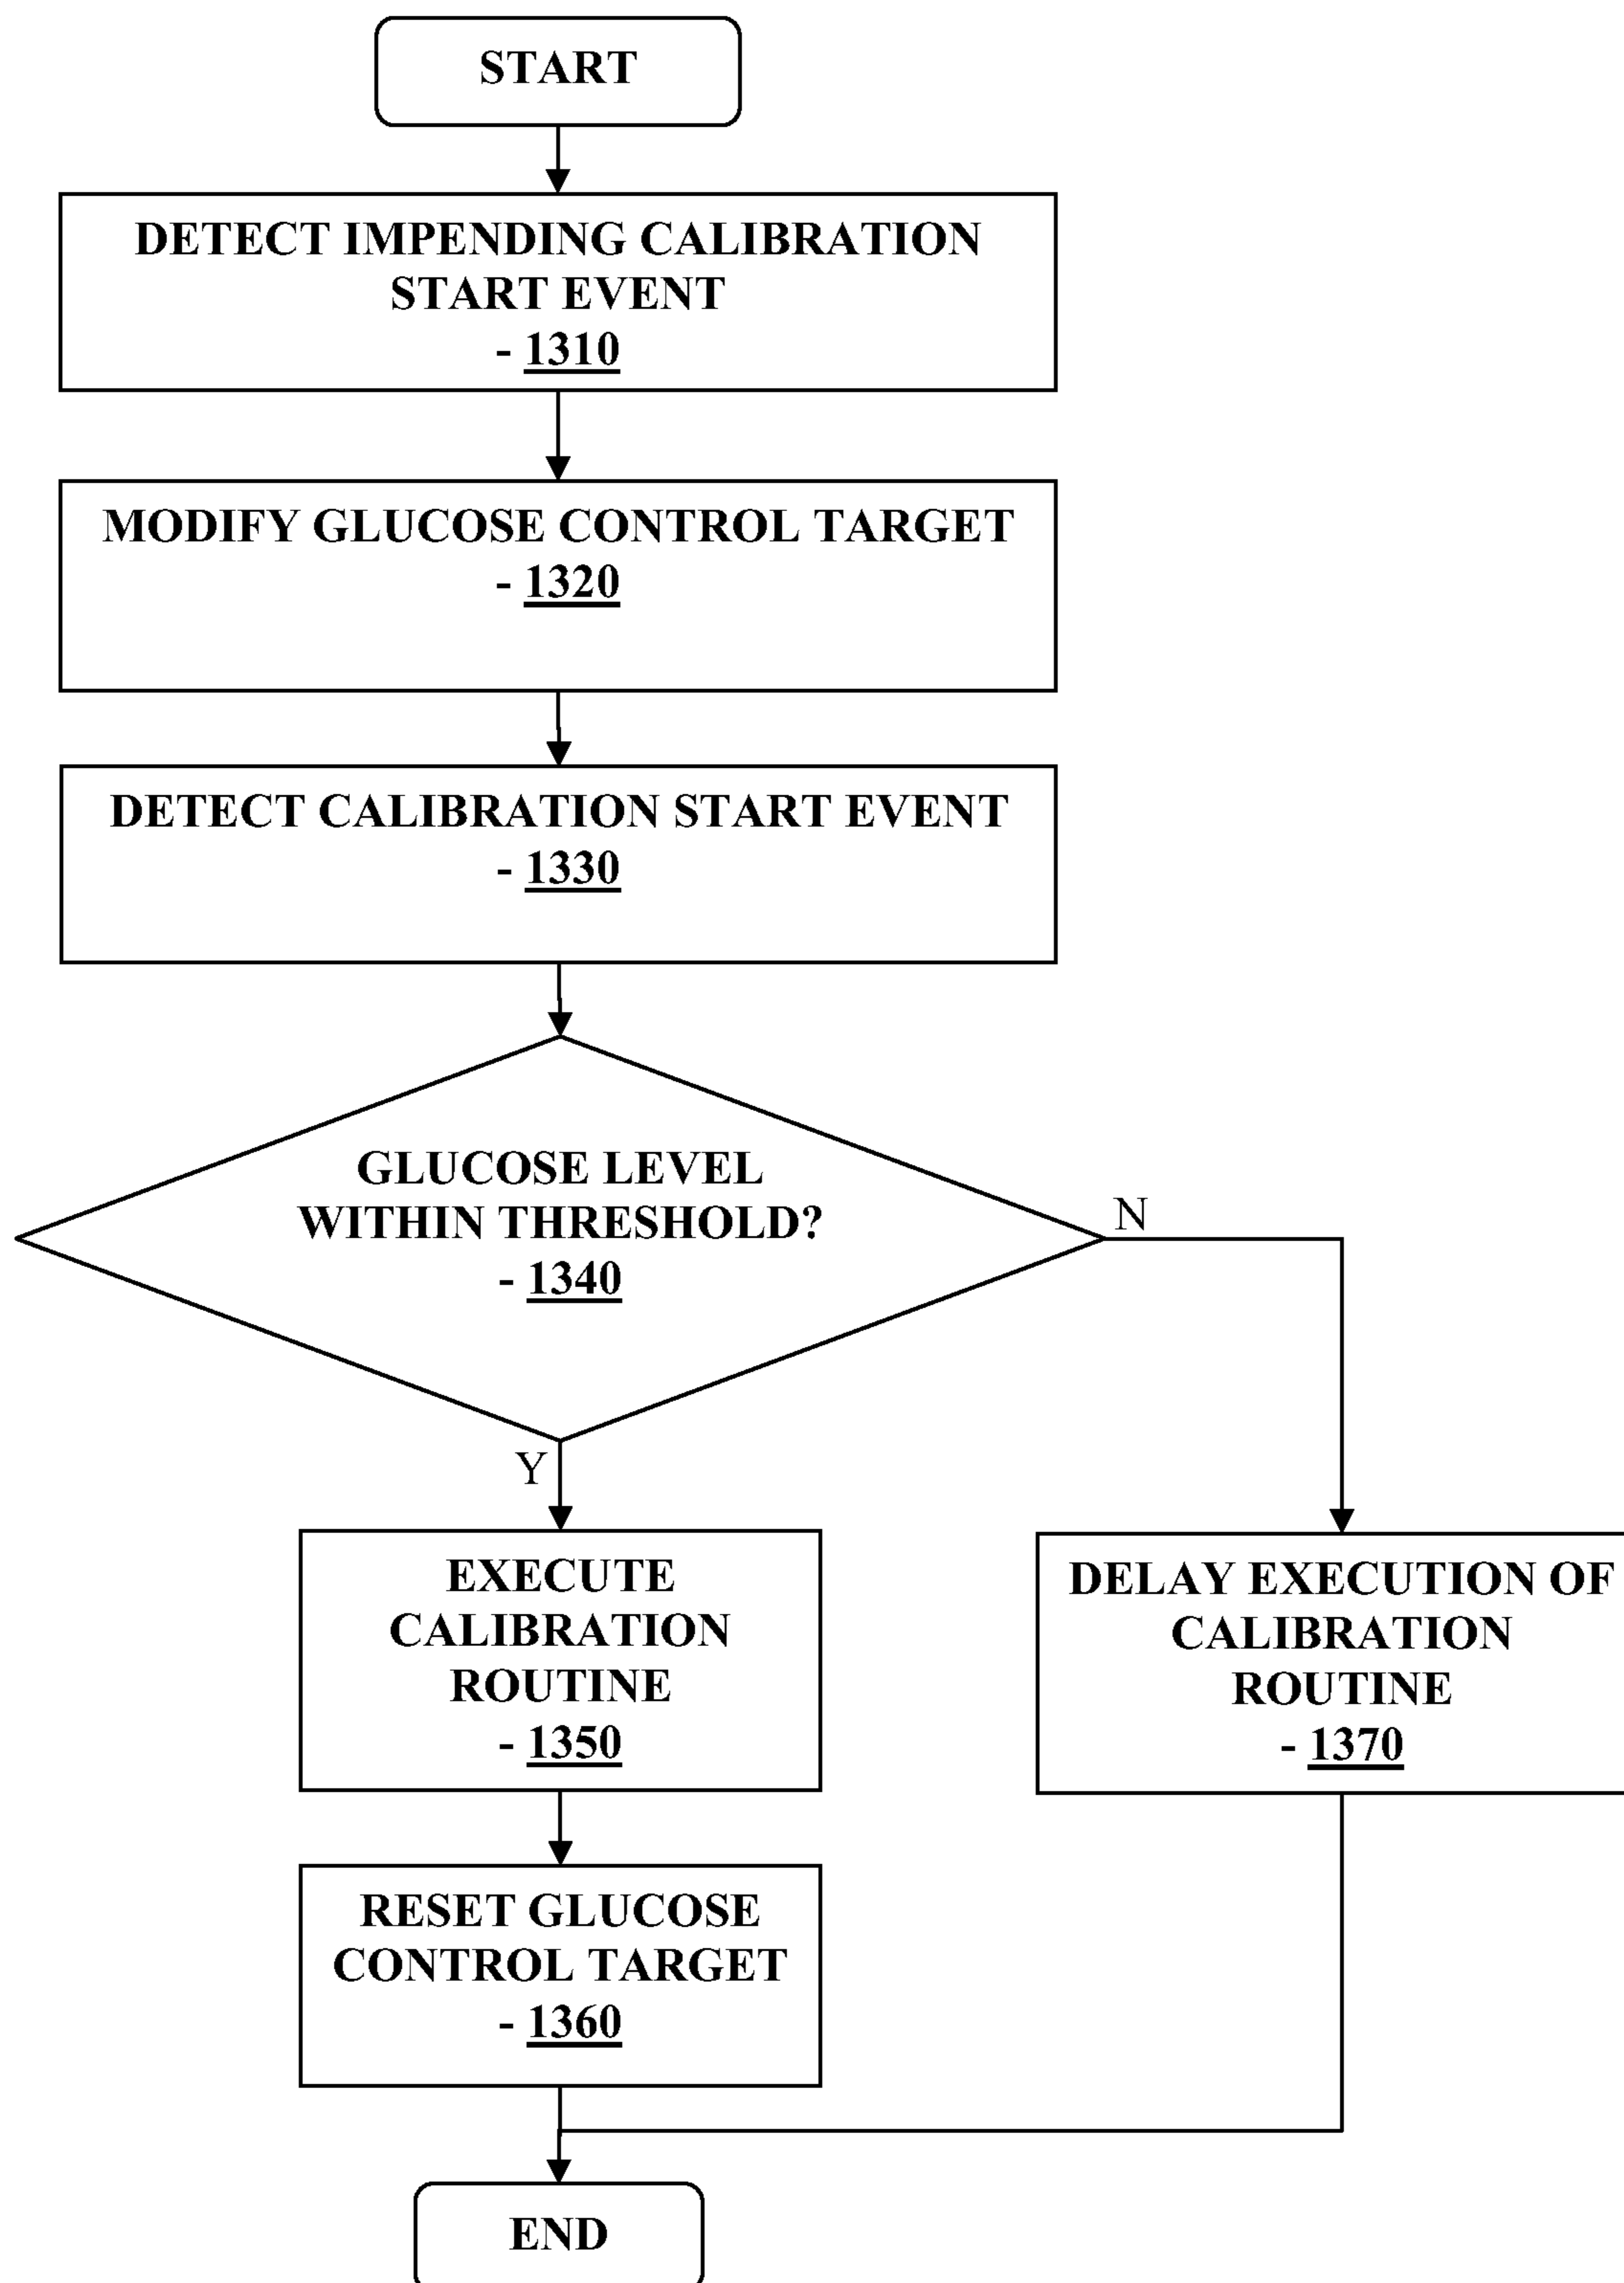 START
DETECT IMPENDING CALIBRATION
START EVENT
- 1310
MODIFY GLUCOSE CONTROL TARGET
- 1320
DETECT CALIBRATION START EVENT
- 1330
GLUCOSE LEVEL
WITHIN THRESHOLD?
- 1340
N
Y
EXECUTE
CALIBRATION
ROUTINE
- 1350
DELAY EXECUTION OF
CALIBRATION
ROUTINE
- 1370
RESET GLUCOSE
CONTROL TARGET
- 1360
END